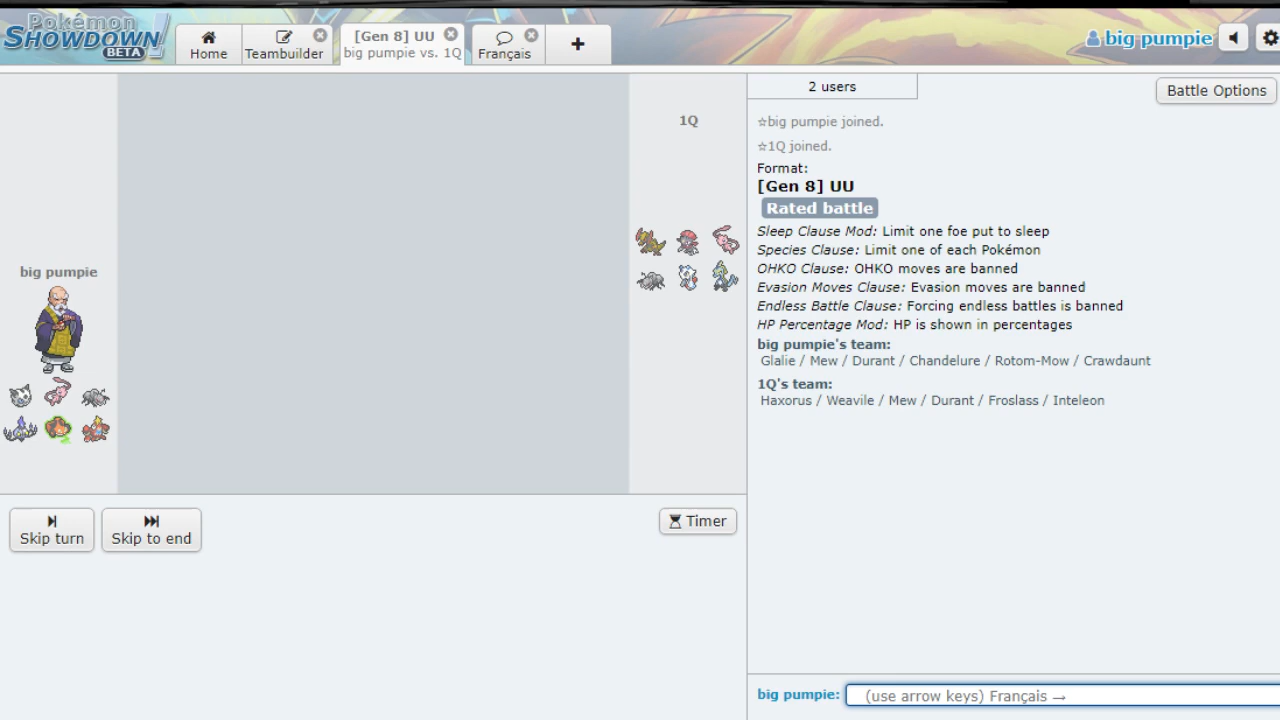 Pokémon
SHOWDOWN
BETA
Home
Teambuilder
[Gen 8] UU
big pumpie vs. 1Q
Français
big pumpie
2 users
Battle Options
1Q
☆big pumpie joined.
☆1Q joined.
Format:
[Gen 8] UU
Rated battle
Sleep Clause Mod: Limit one foe put to sleep
Species Clause: Limit one of each Pokémon
OHKO Clause: OHKO moves are banned
Evasion Moves Clause: Evasion moves are banned
Endless Battle Clause: Forcing endless battles is banned
HP Percentage Mod: HP is shown in percentages
big pumpie's team:
Glalie / Mew / Durant / Chandelure / Rotom-Mow / Crawdaunt
1Q's team:
Haxorus / Weavile / Mew / Durant / Froslass / Inteleon
big pumpie
Skip turn
Skip to end
Timer
big pumpie: (use arrow keys) Français →